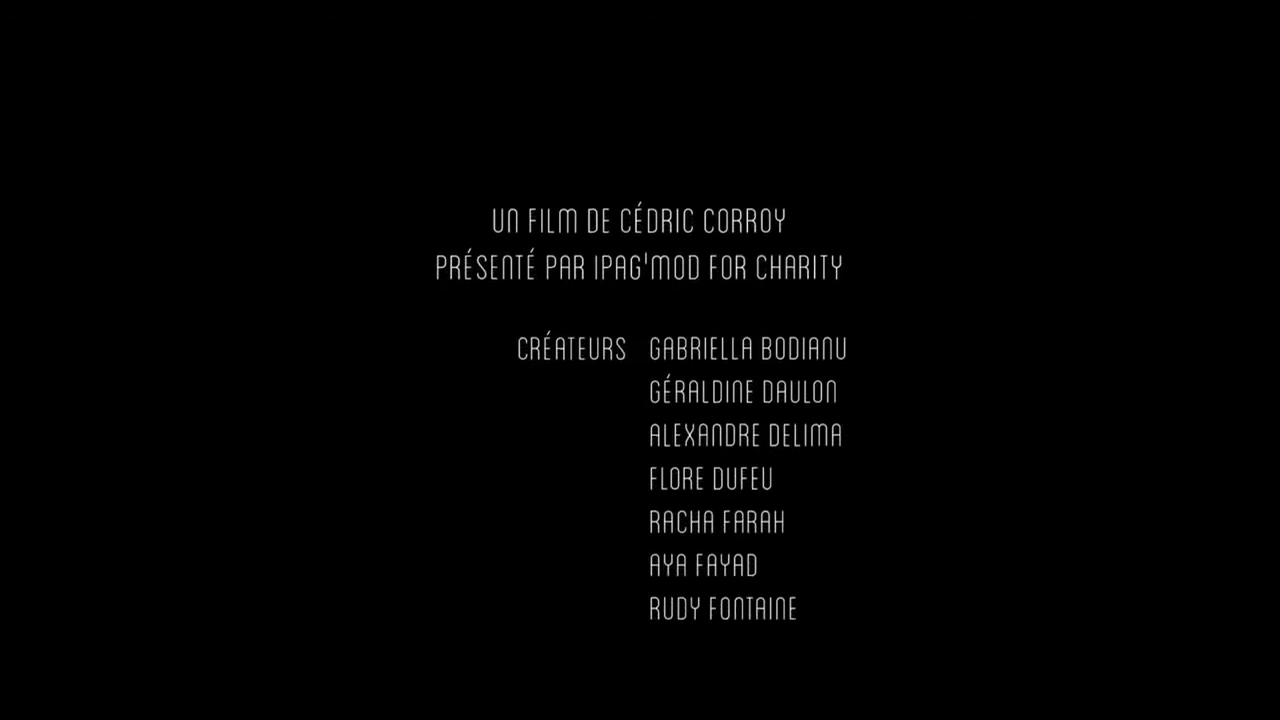 UN FILM DE CÉDRIC CORROY
PRÉSENTÉ PAR IPAG'MOD FOR CHARITY
CRÉATEURS GABRIELLA BODIANU
GÉRALDINE DAULON
ALEXANDRE DELIMA
FLORE DUFEU
RACHA FARAH
AYA FAYAD
RUDY FONTAINE